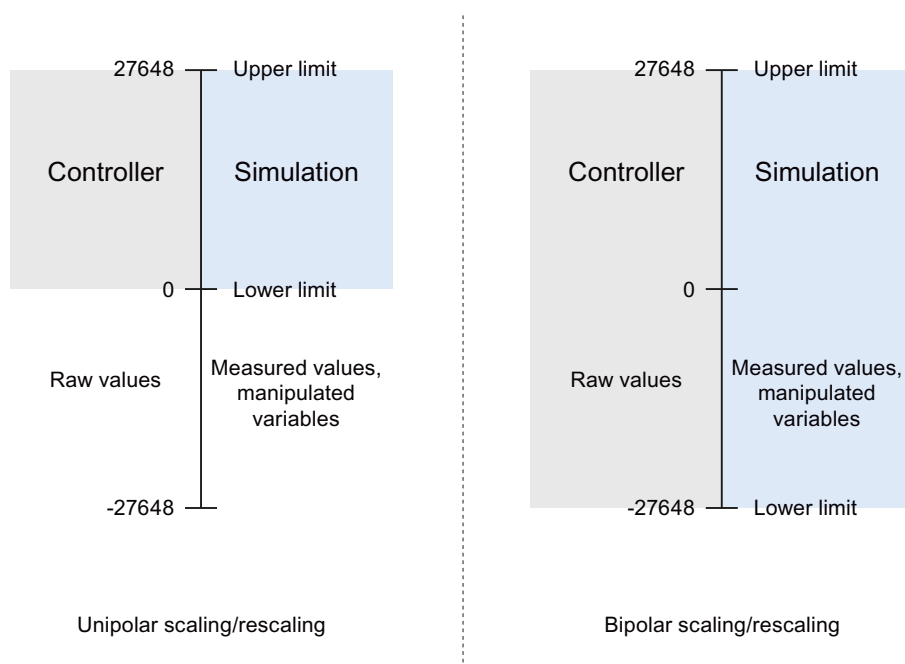 27648
Upper limit
Controller
Simulation
0
Lower limit
Raw values
Measured values,
manipulated
variables
-27648
Unipolar scaling/rescaling
27648
Upper limit
Controller
Simulation
0
Raw values
Measured values,
manipulated
variables
-27648
Lower limit
Bipolar scaling/rescaling